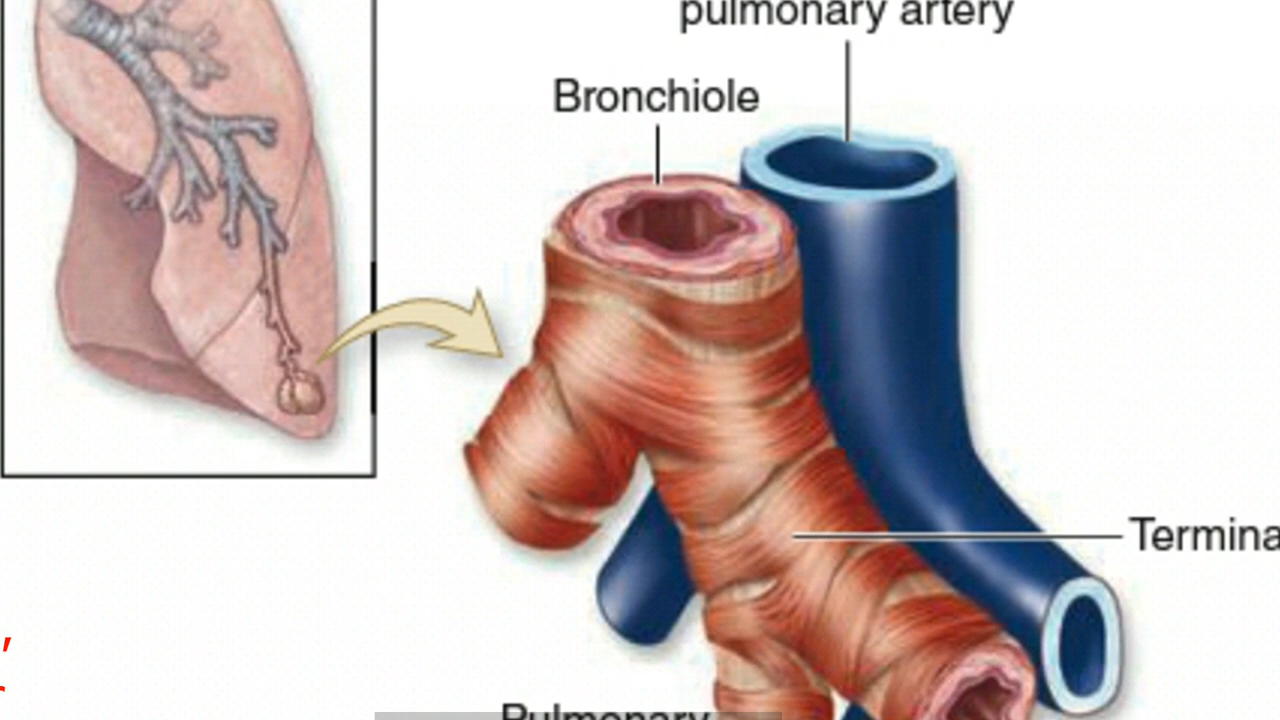 pulmonary artery
Bronchiole
Termina
Pulmonary